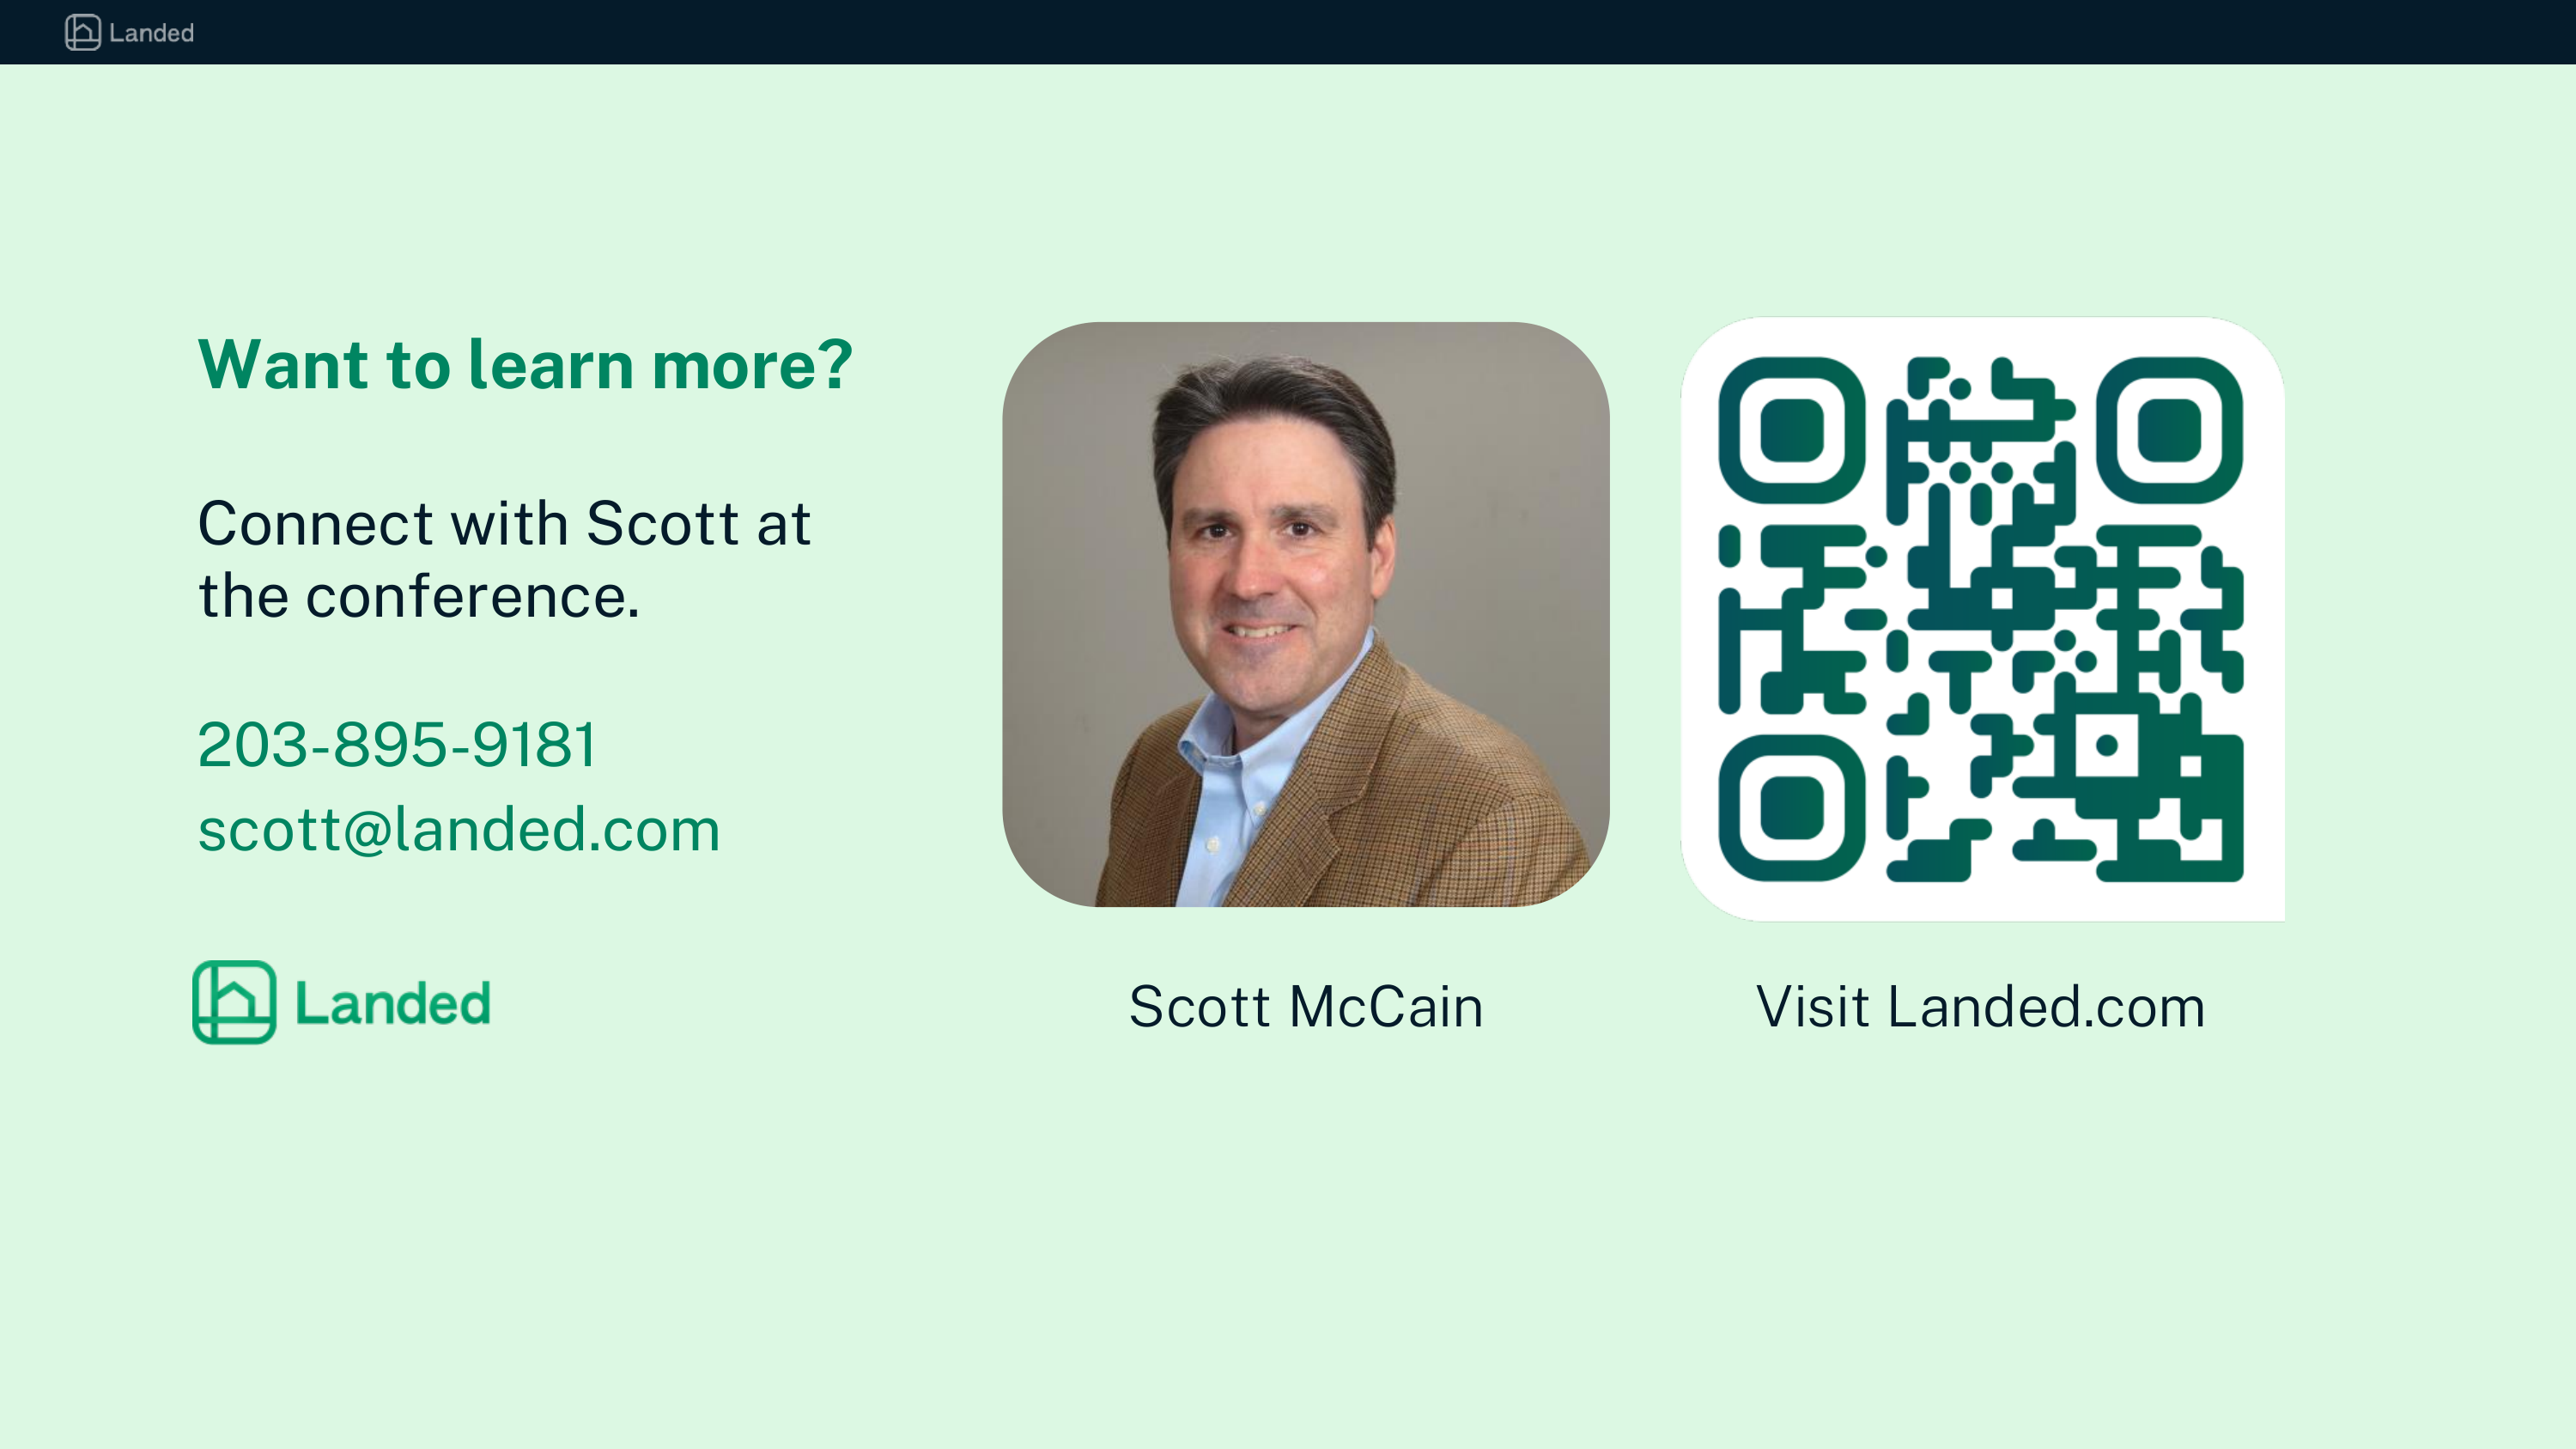 Landed
Want to learn more?
Connect with Scott at
the conference.
203-895-9181
scott@landed.com
Landed
Scott McCain
Visit Landed.com